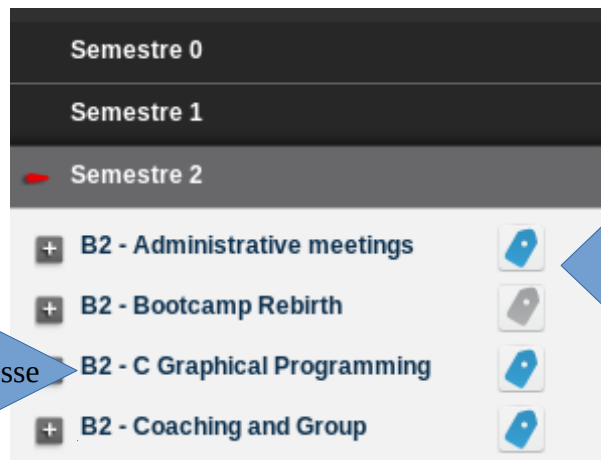 Semestre 0
Semestre 1
Semestre 2
B2 - Administrative meetings
B2 - Bootcamp Rebirth
sse
B2 - C Graphical Programming
B2 - Coaching and Group